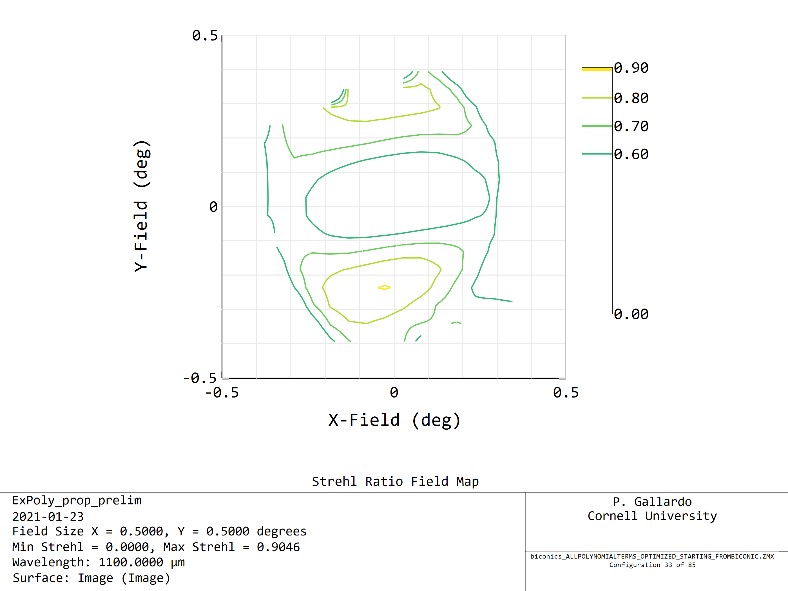 0.5
0
-0.5
-0.5
0
0.5
Y-Field (deg)
X-Field (deg)
0.90
0.80
0.70
0.60
0.00
Strehl Ratio Field Map
ExPoly_prop_prelim
2021-01-23
Field Size X = 0.5000, Y = 0.5000 degrees
Min Strehl = 0.0000, Max Strehl = 0.9046
Wavelength: 1100.0000 µm
Surface: Image (Image)
P. Gallardo
Cornell University
biconics_ALLPOLYNOMIALTERMS_OPTIMIZED_STARTING_FROMBICONIC.ZMX
Configuration 33 of 85